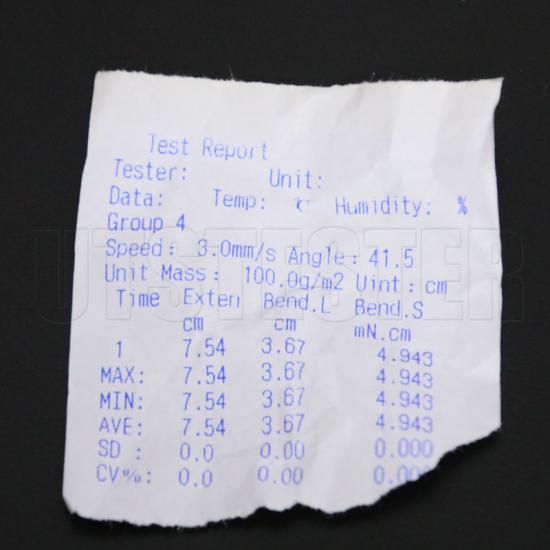 Test Report
Tester: Unit:
Data: Temp: ℃ Humidity: %
Group 4
Speed: 3.0mm/s Angle: 41.5
Unit Mass: 100.0g/m2 Uint: cm
Time Exten Bend.L Bend.S
cm cm mN.cm
1 7.54 3.67 4.943
MAX: 7.54 3.67 4.943
MIN: 7.54 3.67 4.943
AVE: 7.54 3.67 4.943
SD : 0.0 0.00 0.000
CV%: 0.0 0.00 0.000
UTSTESTER